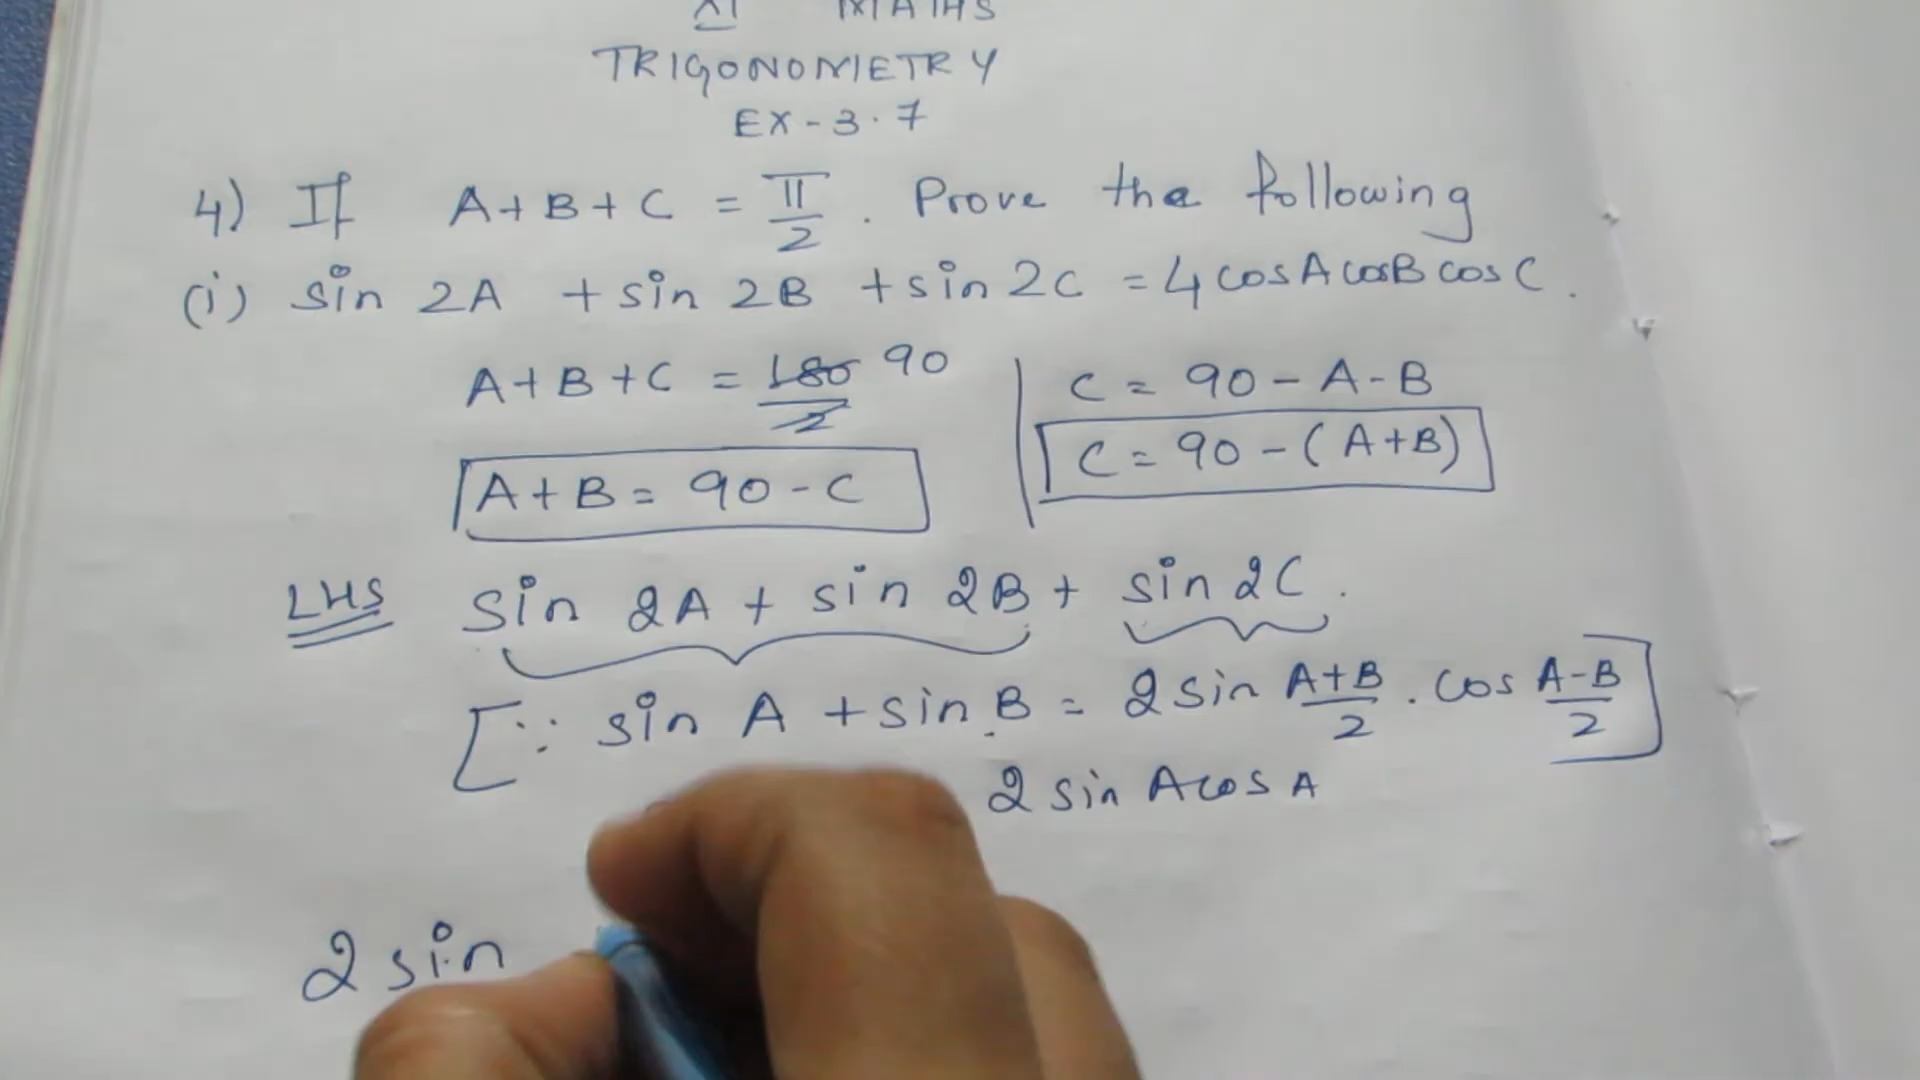 XI MATHS
TRIGONOMETRY
EX-3.7
4) If A+B+C = π/2. Prove the following
(i) sin 2A + sin 2B + sin 2C = 4 cos A cos B cos C.
A+B+C = 180/2 90
A+B = 90-C
C = 90-A-B
C = 90-(A+B)
LHS sin 2A + sin 2B + sin 2C.
[∵ sin A + sin B = 2 sin A+B/2 . cos A-B/2]
2 sin A cos A
2 sin